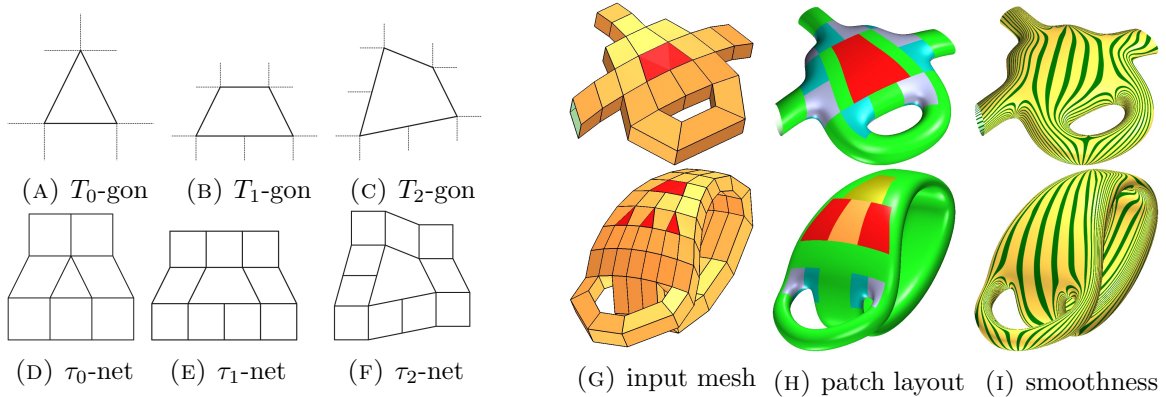 (A) T₀-gon
(B) T₁-gon
(C) T₂-gon
(D) τ₀-net
(E) τ₁-net
(F) τ₂-net
(G) input mesh
(H) patch layout
(I) smoothness